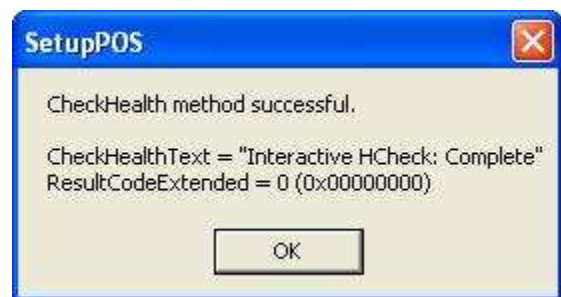 SetupPOS
CheckHealth method successful.
CheckHealthText = "Interactive HCheck: Complete"
ResultCodeExtended = 0 (0x00000000)
OK